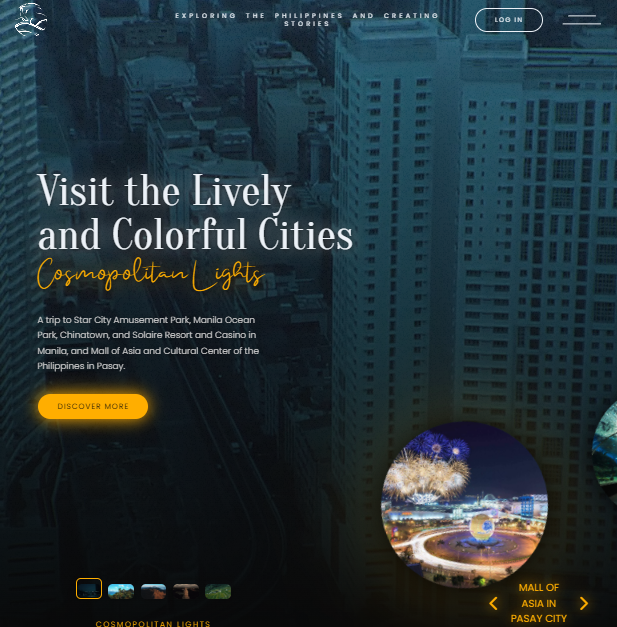 EXPLORING THE PHILIPPINES AND CREATING
STORIES
LOG IN
Visit the Lively
and Colorful Cities
Cosmopolitan Lights
A trip to Star City Amusement Park, Manila Ocean
Park, Chinatown, and Solaire Resort and Casino in
Manila, and Mall of Asia and Cultural Center of the
Philippines in Pasay.
DISCOVER MORE
MALL OF
ASIA IN
PASAY CITY
COSMOPOLITAN LIGHTS